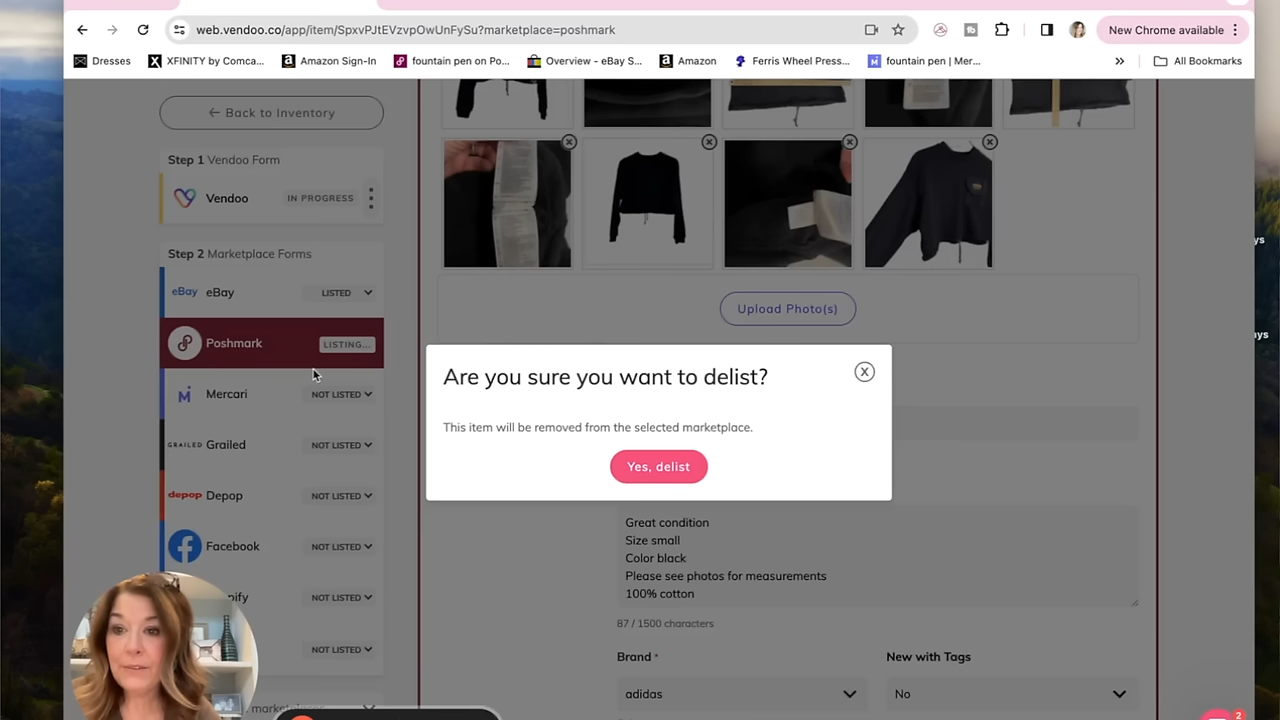 web.vendoo.co/app/item/SpxvPJtEVzvpOwUnFySu?marketplace=poshmark
New Chrome available
Dresses
XFINITY by Comca...
Amazon Sign-In
fountain pen on Po...
Overview - eBay S...
Amazon
Ferris Wheel Press...
fountain pen | Mer...
»
All Bookmarks
← Back to Inventory
Step 1 Vendoo Form
Vendoo IN PROGRESS
Step 2 Marketplace Forms
eBay eBay LISTED
Poshmark LISTING...
Mercari NOT LISTED
GRAILED Grailed NOT LISTED
depop Depop NOT LISTED
Facebook NOT LISTED
NOT LISTED
NOT LISTED
Upload Photo(s)
Are you sure you want to delist?
X
This item will be removed from the selected marketplace.
Yes, delist
Great condition
Size small
Color black
Please see photos for measurements
100% cotton
87 / 1500 characters
Brand *
New with Tags
adidas
No
2